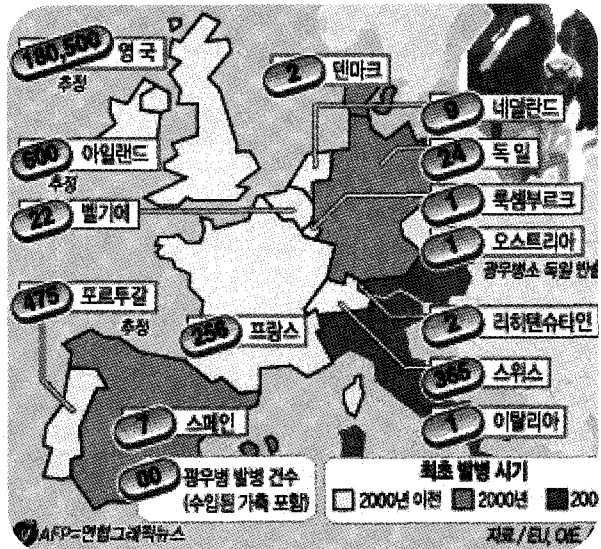 180,500 영국
추정
2 덴마크
9 네덜란드
600 아일랜드
추정
24 독일
22 벨기에
1 룩셈부르크
1 오스트리아
광우병소 독일
475 포르투갈
추정
256 프랑스
2 리히텐슈타인
365 스위스
7 스페인
1 이탈리아
00 광우병 발병 건수
(수입된 가축 포함)
최초 발병 시기
2000년 이전 2000년 200
AFP=연합그래픽뉴스
자료/EU, OIE